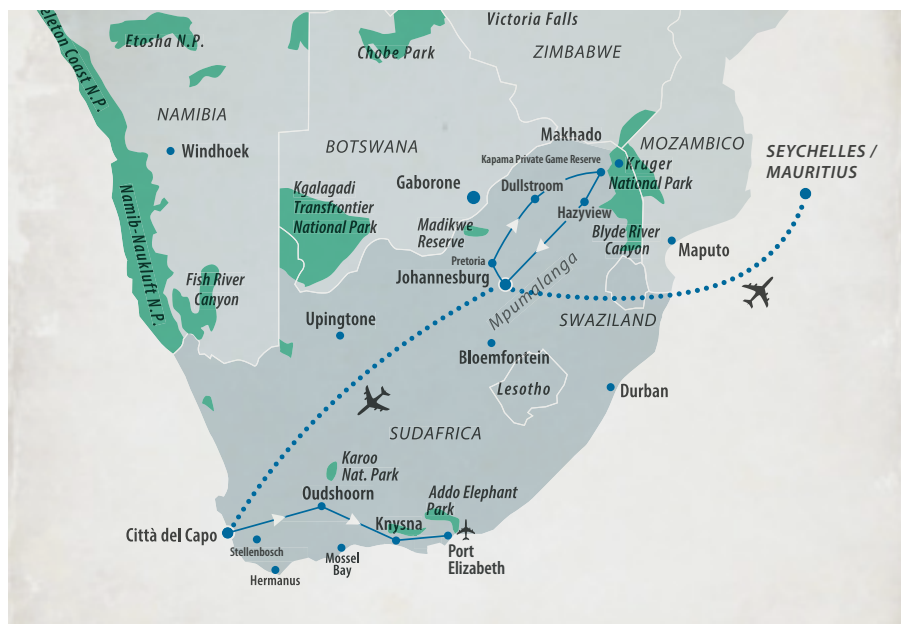 Victoria Falls
Etosha N.P.
Chobe Park
ZIMBABWE
Coast N.P.
NAMIBIA
Makhado
MOZAMBICO
BOTSWANA
Windhoek
SEYCHELLES /
MAURITIUS
Kapama Private Game Reserve
Kruger
National Park
Gaborone
Dullstroom
Kgalagadi
Transfrontier
National Park
Hazyview
Namib-Naukluft N.P.
Madikwe
Reserve
Blyde River
Canyon
Maputo
Pretoria
Johannesburg
Fish River
Canyon
Mpumalanga
Upingtone
SWAZILAND
Bloemfontein
Lesotho
Durban
SUDAFRICA
Karoo
Nat. Park
Oudshoorn
Addo Elephant
Park
Knysna
Città del Capo
Stellenbosch
Mossel
Bay
Port
Elizabeth
Hermanus